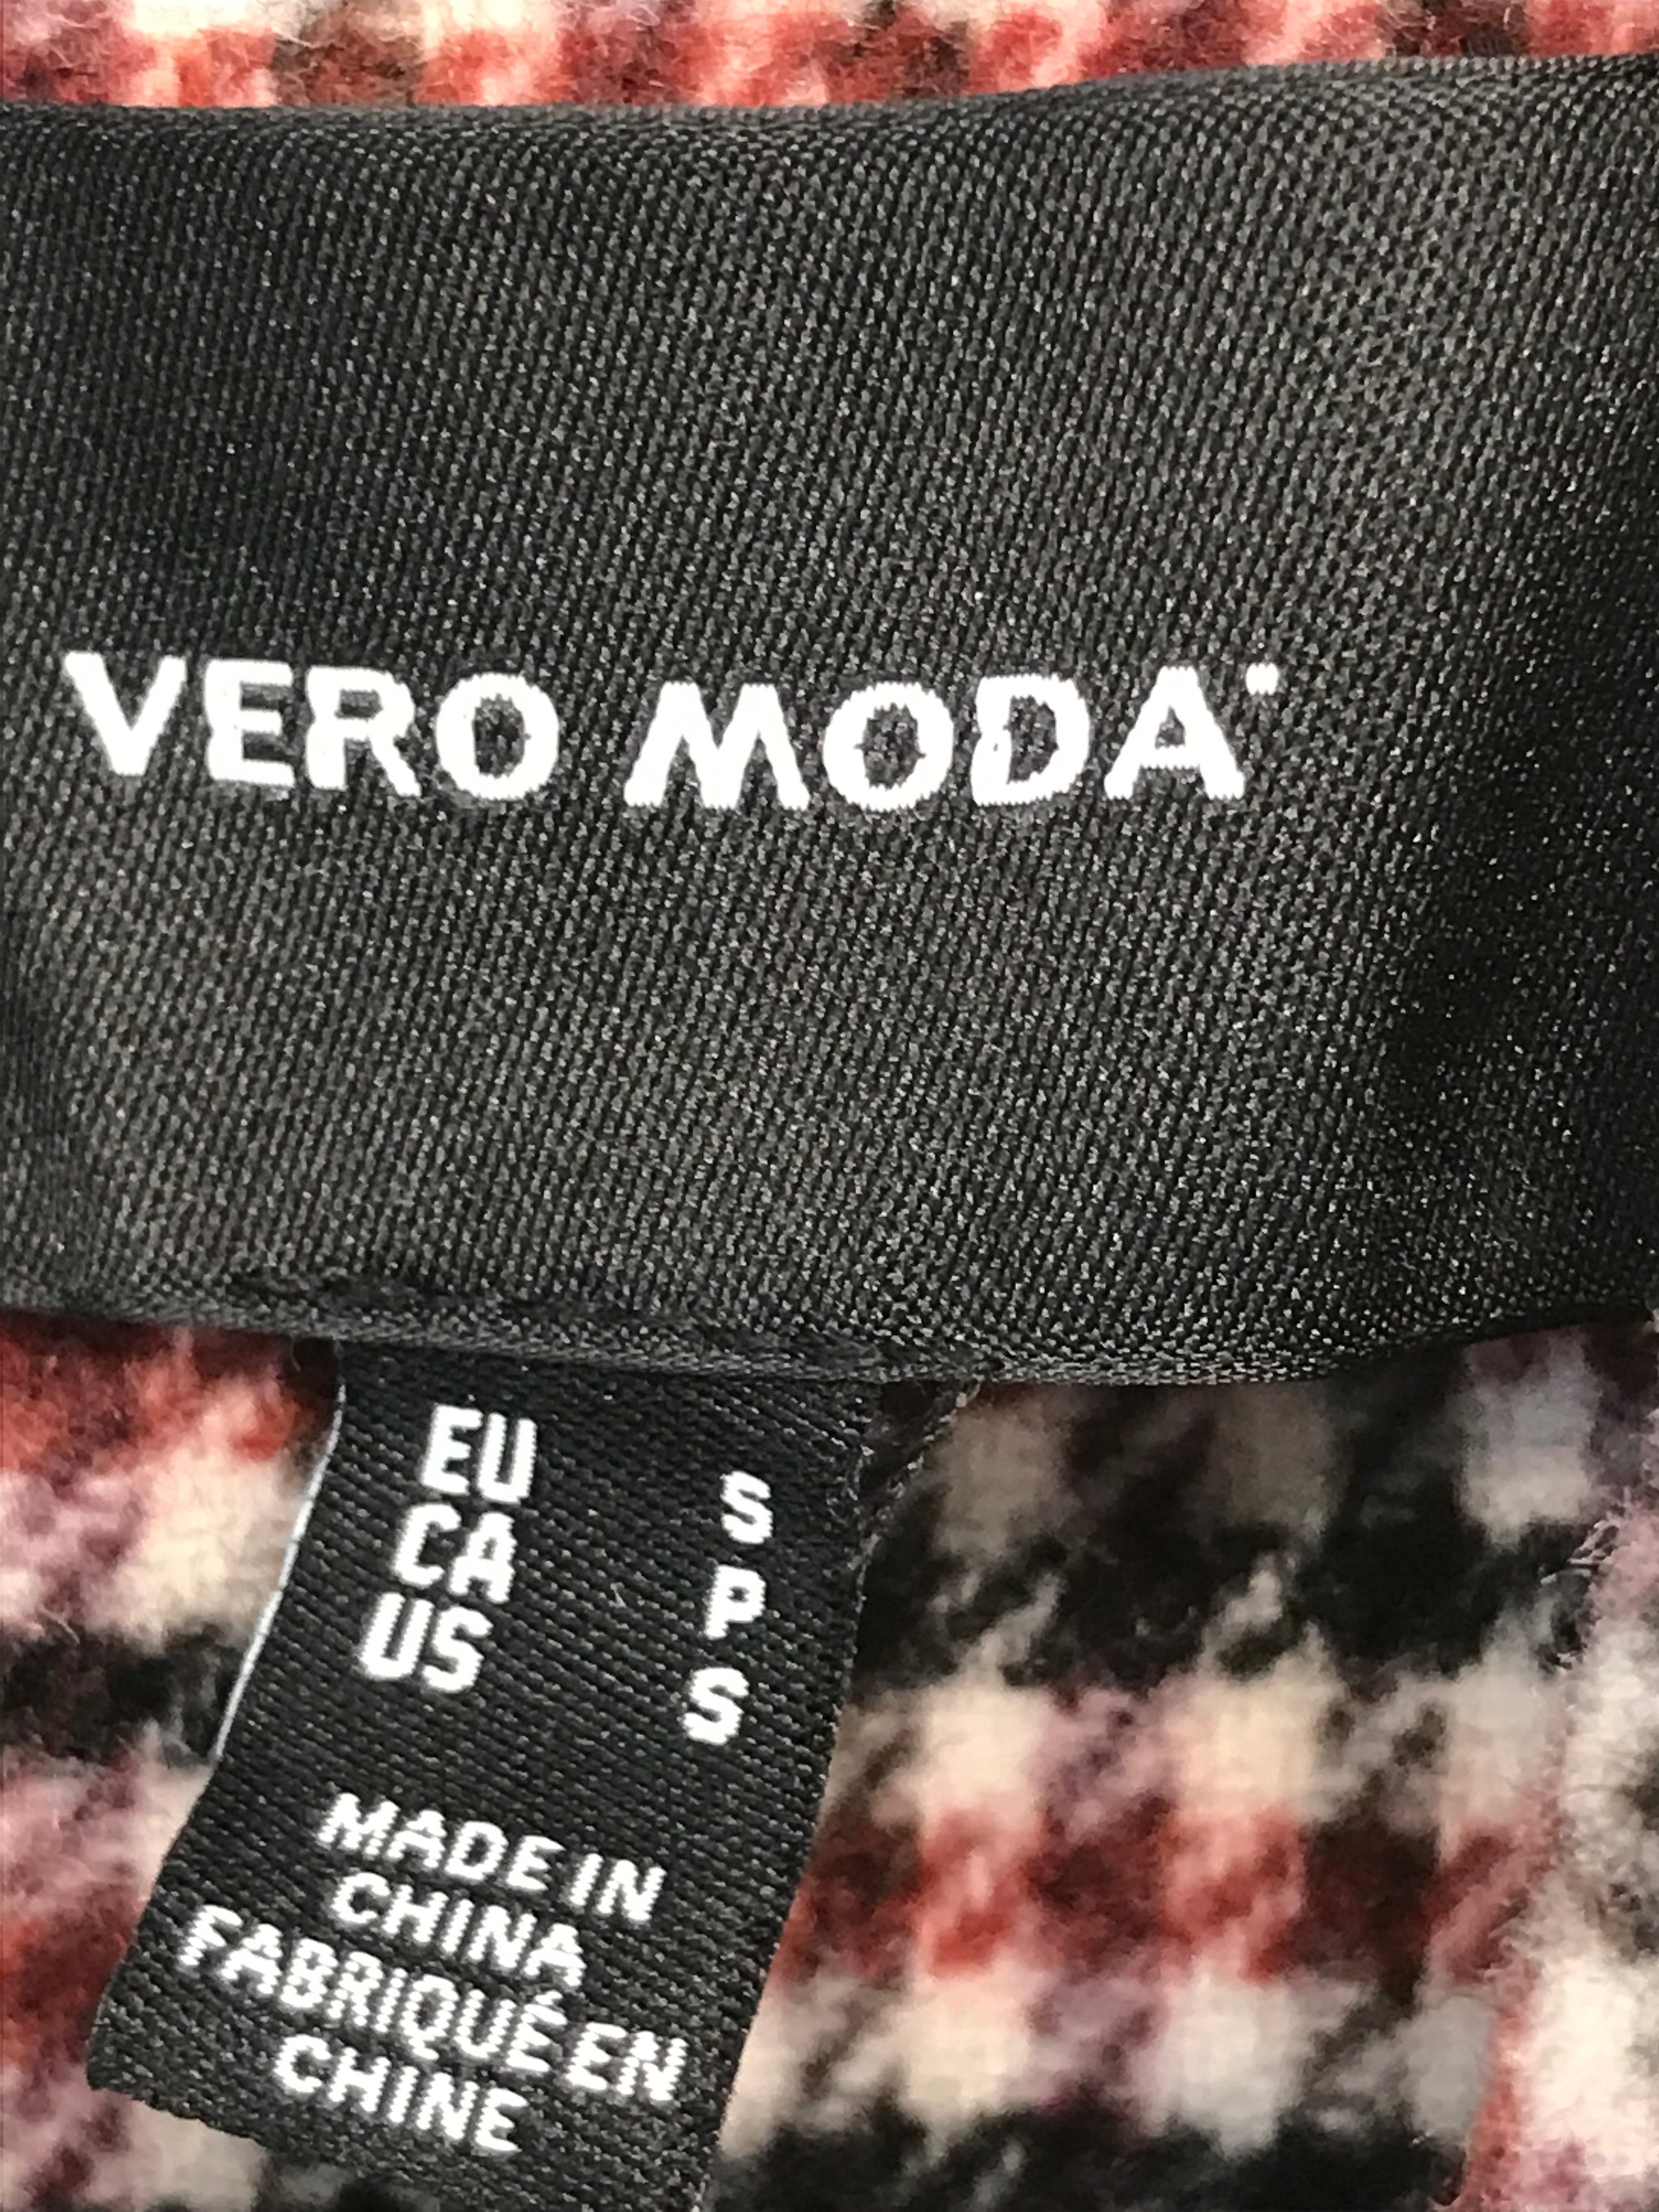 VERO MODA
EU S
CA P
US S
MADE IN
CHINA
FABRIQUÉ EN
CHINE